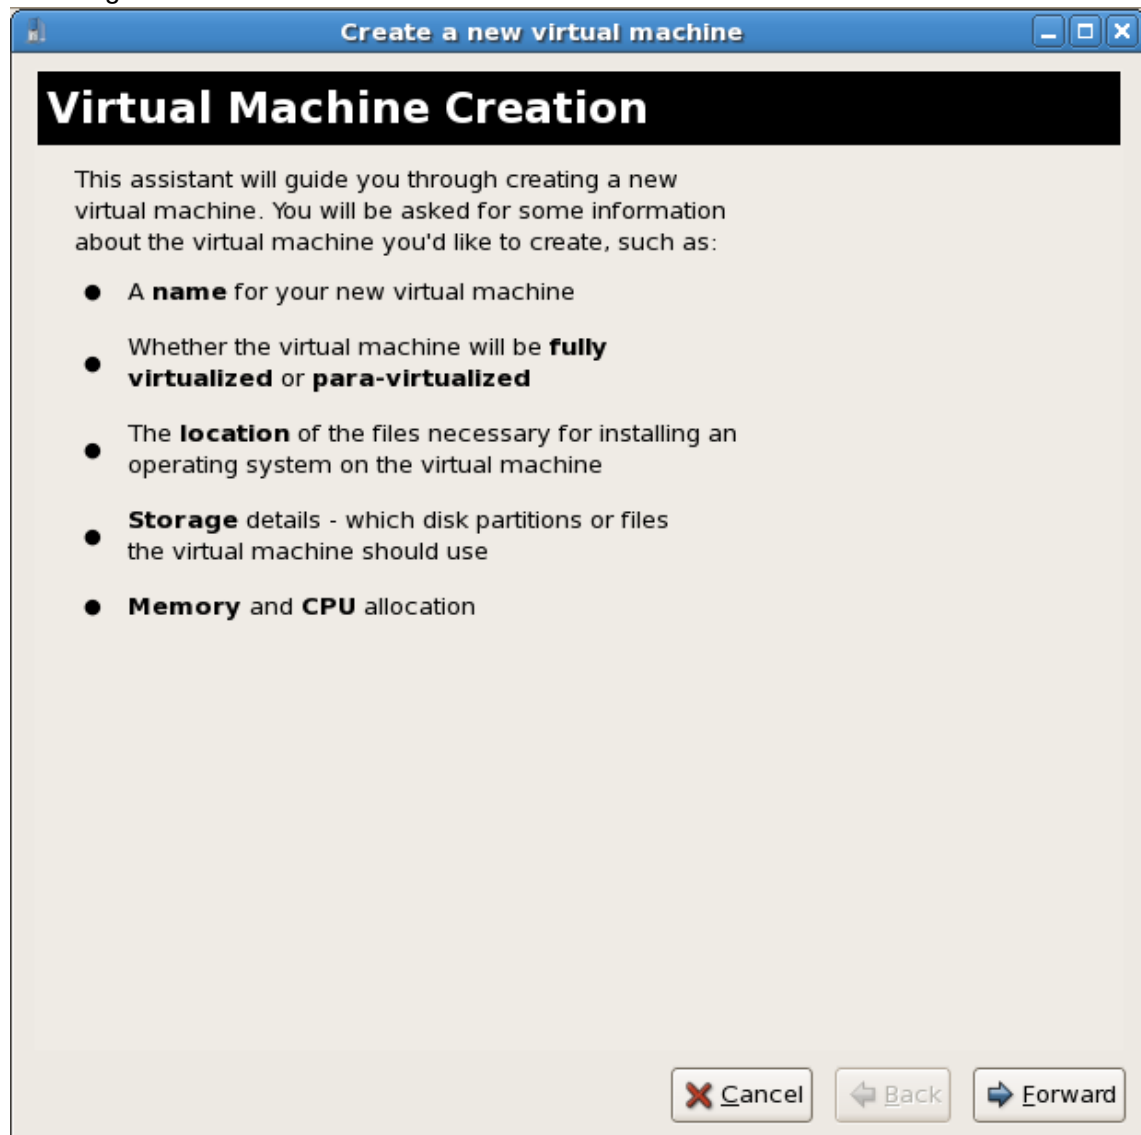 Create a new virtual machine
Virtual Machine Creation
This assistant will guide you through creating a new
virtual machine. You will be asked for some information
about the virtual machine you'd like to create, such as:
● A name for your new virtual machine
● Whether the virtual machine will be fully
virtualized or para-virtualized
● The location of the files necessary for installing an
operating system on the virtual machine
● Storage details - which disk partitions or files
the virtual machine should use
● Memory and CPU allocation
Cancel Back Forward